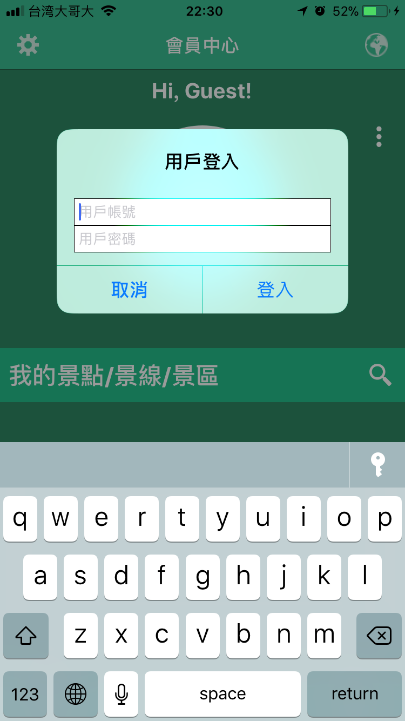 台湾大哥大 22:30 52%
會員中心
Hi, Guest!
用戶登入
用戶帳號
用戶密碼
取消 登入
我的景點/景線/景區
q w e r t y u i o p
a s d f g h j k l
z x c v b n m
123 space return